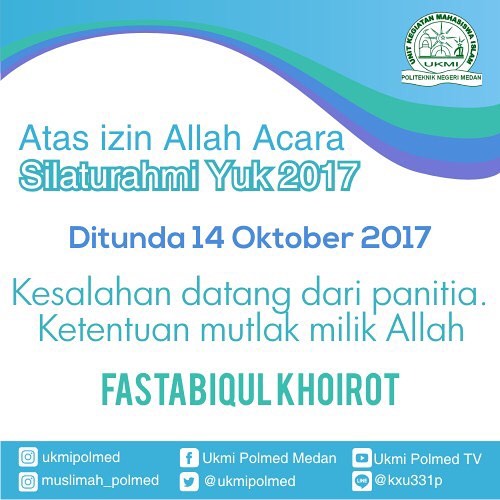 UNIT KEGIATAN MAHASISWA ISLAM
UKMI
POLITEKNIK NEGERI MEDAN
Atas izin Allah Acara
Silaturahmi Yuk 2017
Ditunda 14 Oktober 2017
Kesalahan datang dari panitia.
Ketentuan mutlak milik Allah
FASTABIQUL KHOIROT
ukmipolmed
Ukmi Polmed Medan
Ukmi Polmed TV
muslimah_polmed
@ukmipolmed
LINE
@kxu331p